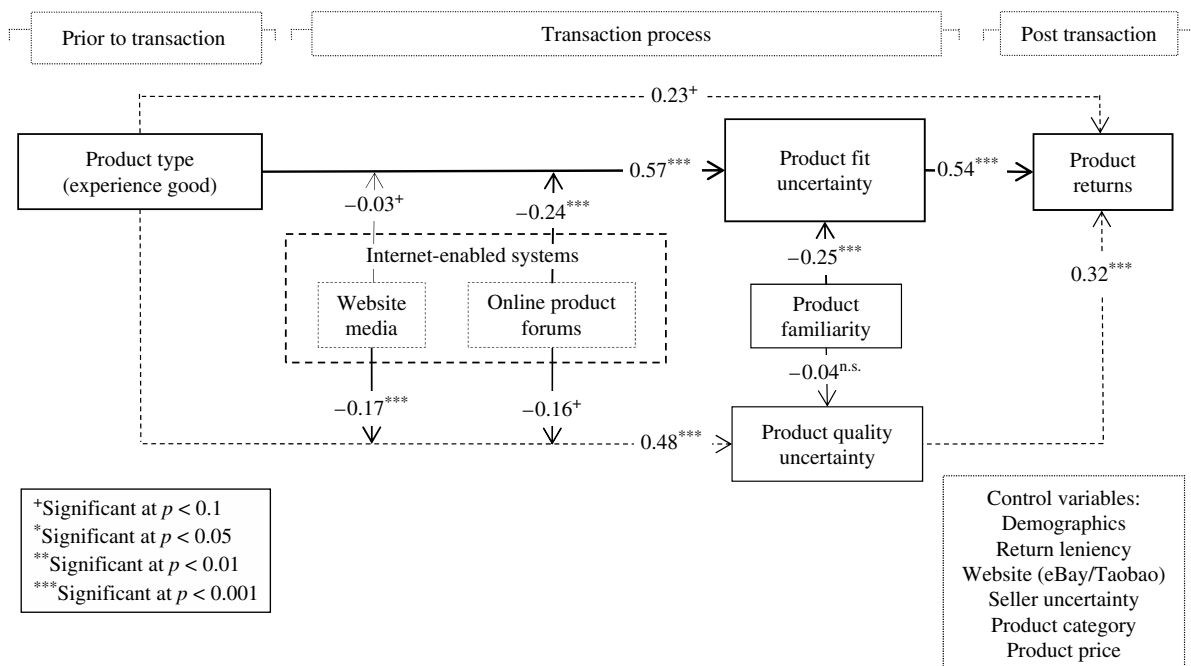 Prior to transaction
Transaction process
Post transaction
0.23+
Product type
(experience good)
0.57***
Product fit
uncertainty
0.54***
Product
returns
−0.03+
−0.24***
Internet-enabled systems
Website
media
Online product
forums
−0.25***
Product
familiarity
0.32***
−0.04n.s.
−0.17***
−0.16+
0.48***
Product quality
uncertainty
+Significant at p < 0.1
*Significant at p < 0.05
**Significant at p < 0.01
***Significant at p < 0.001
Control variables:
Demographics
Return leniency
Website (eBay/Taobao)
Seller uncertainty
Product category
Product price